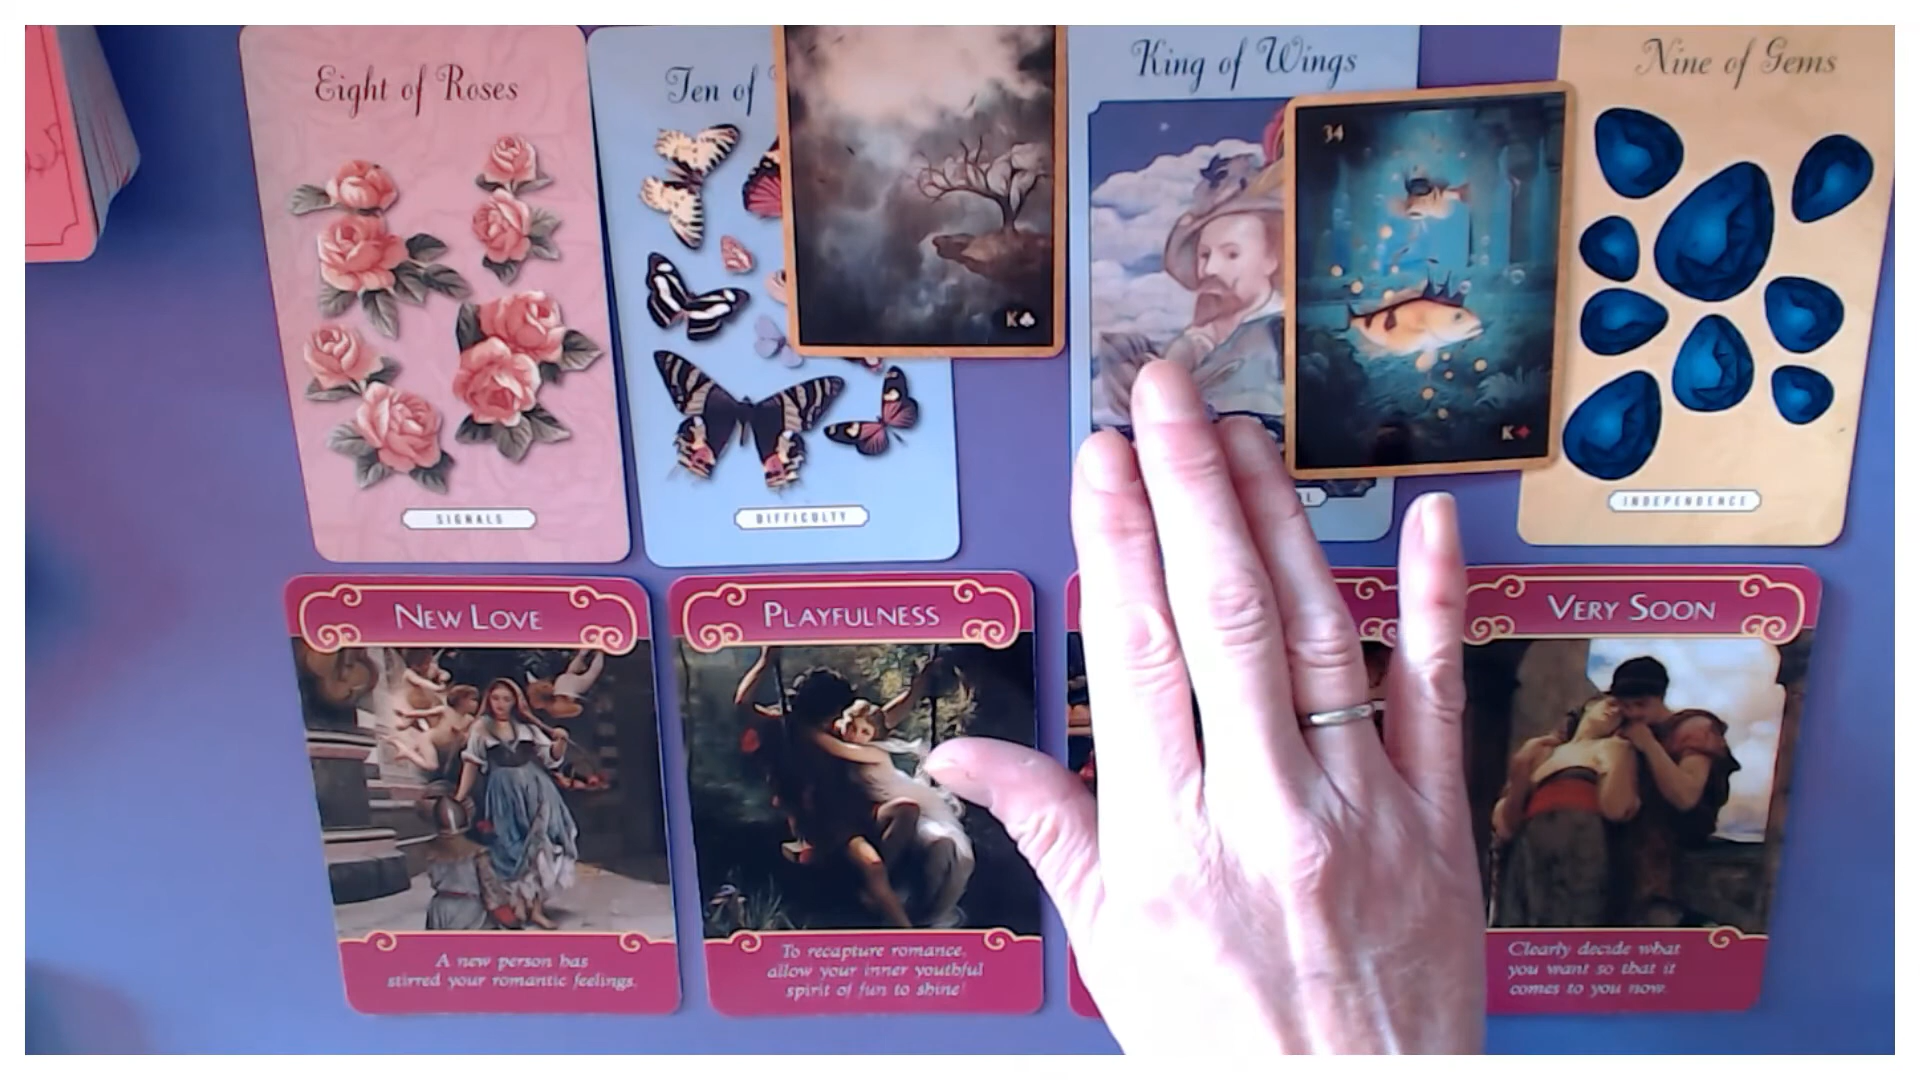 Eight of Roses
Ten of
King of Wings
Nine of Gems
34
K♣
K♦
SIGNALS
DIFFICULTY
L
INDEPENDENCE
NEW LOVE
PLAYFULNESS
VERY SOON
A new person has
stirred your romantic feelings.
To recapture romance,
allow your inner youthful
spirit of fun to shine!
Clearly decide what
you want so that it
comes to you now.